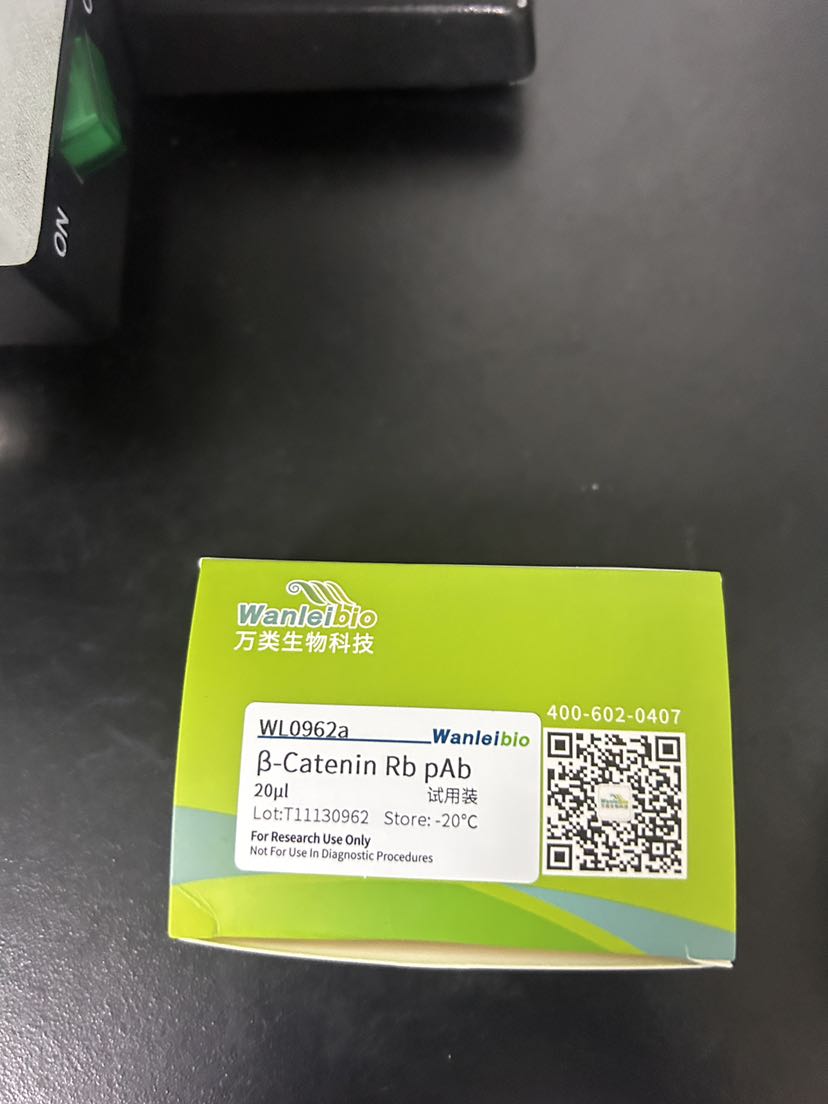 ON
Wanleibio
万类生物科技
400-602-0407
WL0962a
Wanleibio
β-Catenin Rb pAb
20μl 试用装
Lot:T11130962 Store: -20°C
For Research Use Only
Not For Use In Diagnostic Procedures